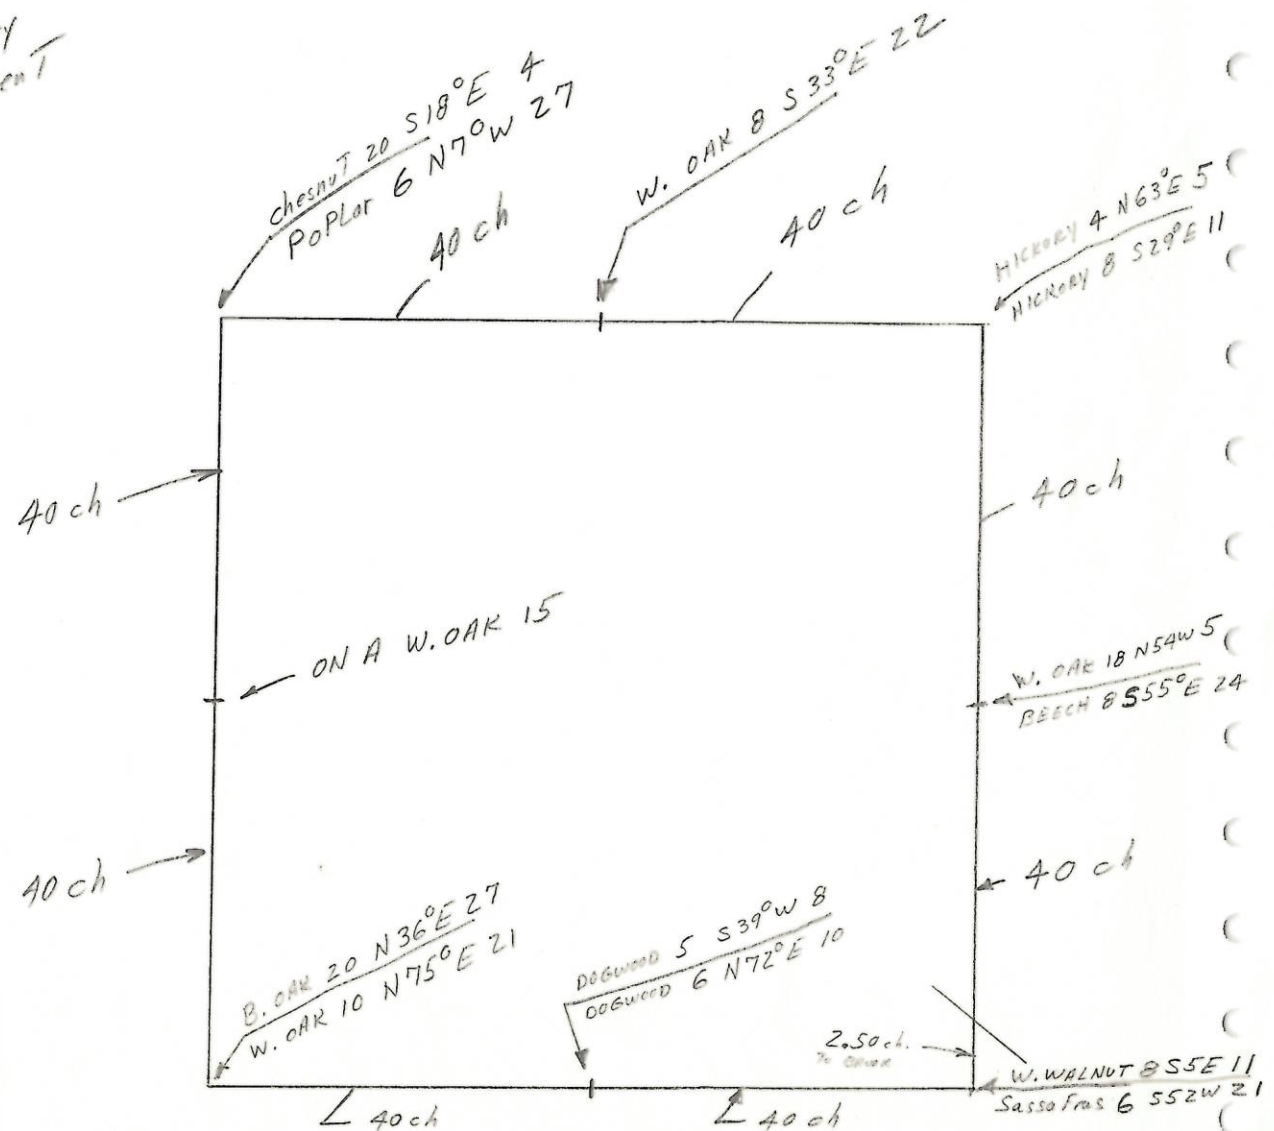 chesnuT 20 S18°E 4
PoPLar 6 N7°W 27
40 ch
W. OAK 8 S 33°E 22
40 ch
HICKORY 4 N63°E 5
HICKORY 8 S29°E 11
40 ch
40 ch
ON A W.OAK 15
W. OAK 18 N54W 5
BEECH 8 S55°E 24
40 ch
40 ch
B. OAK 20 N36°E 27
W. OAK 10 N75°E 21
DOGWOOD 5 S39°W 8
DOGWOOD 6 N72°E 10
2.50 ch.
To
W. WALNUT 8 S5E 11
Sassofras 6 S52W 21
40 ch
40 ch